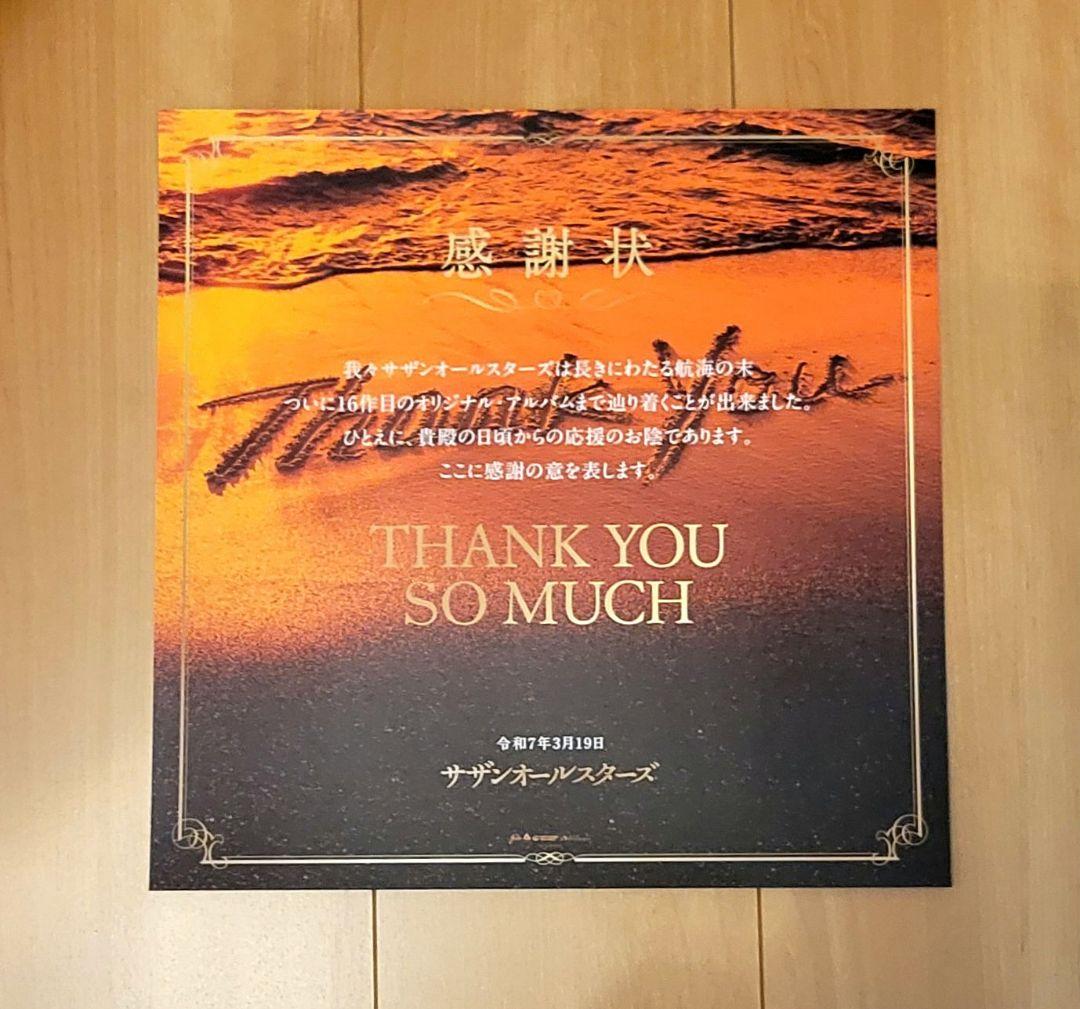 感謝状
Thank You
我々サザンオールスターズは長きにわたる航海の末
ついに16作目のオリジナル・アルバムまで辿り着くことが出来ました。
ひとえに、貴殿の日頃からの応援のお陰であります。
ここに感謝の意を表します。
THANK YOU
SO MUCH
令和7年3月19日
サザンオールスターズ